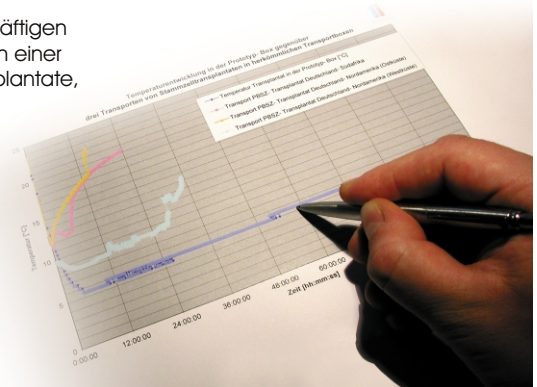 äftigen
n einer
plantate,
Temperaturentwicklung in der Prototyp- Box gegenüber
drei Transporten von Stammzelltransplantaten in herkömmlichen Transportboxen
Temperatur Transplantat in der Prototyp- Box [°C]
Transport PBSZ- Transplantat Deutschland- Südafrika
Transport PBSZ- Transplantat Deutschland- Nordamerika (Ostküste)
Transport PBSZ- Transplantat Deutschland- Nordamerika (Westküste)
25
20
15
10
5
0
Temperatur [°C]
0:00:00
12:00:00
24:00:00
36:00:00
48:00:00
60:00:00
Zeit [hh:mm:ss]